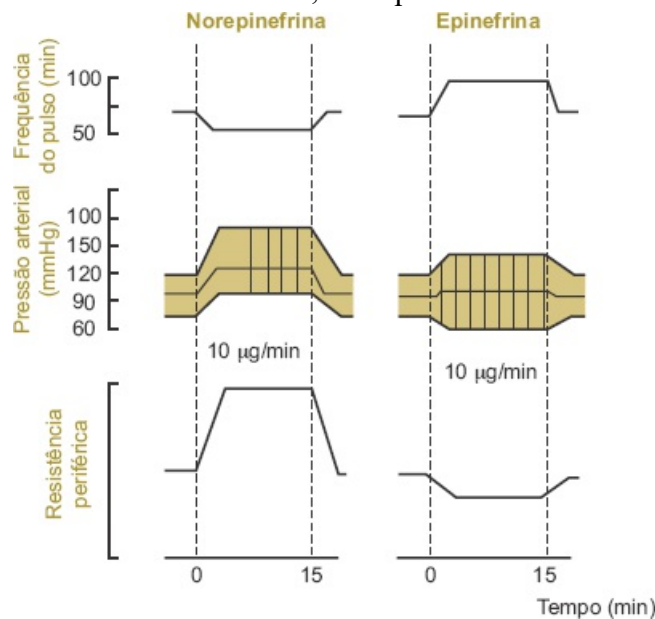 Norepinefrina
Epinefrina
Frequência
do pulso (min)
100
50
Pressão arterial
(mmHg)
100
150
120
90
60
10 µg/min
10 µg/min
Resistência
periférica
0
15
0
15
Tempo (min)